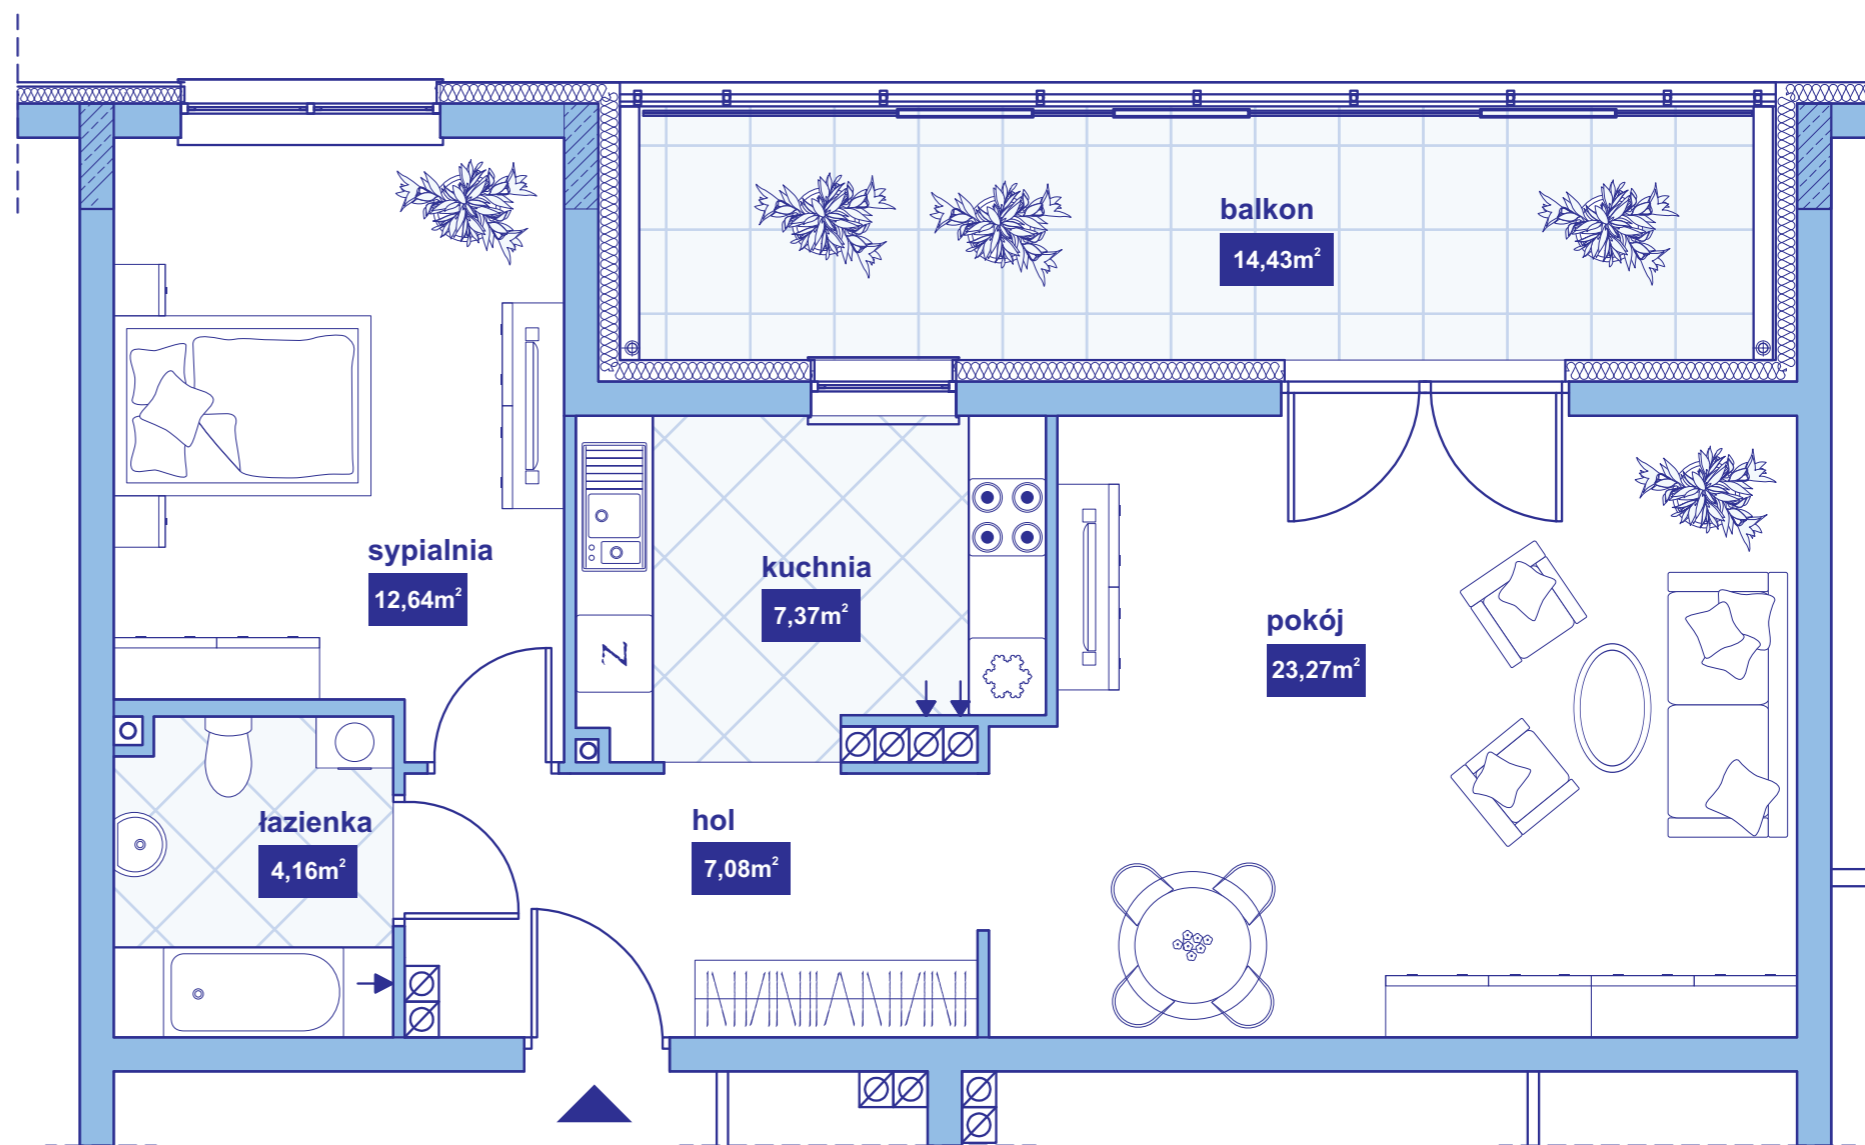 balkon
14,43m²
sypialnia
12,64m²
kuchnia
7,37m²
pokój
23,27m²
Z
łazienka
4,16m²
hol
7,08m²